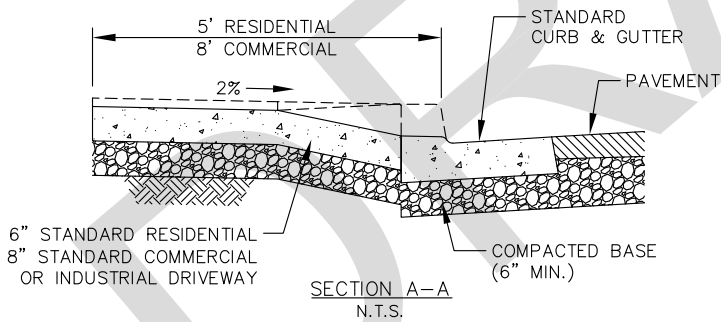 5' RESIDENTIAL
8' COMMERCIAL
STANDARD
CURB & GUTTER
PAVEMENT
2%
6" STANDARD RESIDENTIAL
8" STANDARD COMMERCIAL
OR INDUSTRIAL DRIVEWAY
COMPACTED BASE
(6" MIN.)
SECTION A-A
N.T.S.